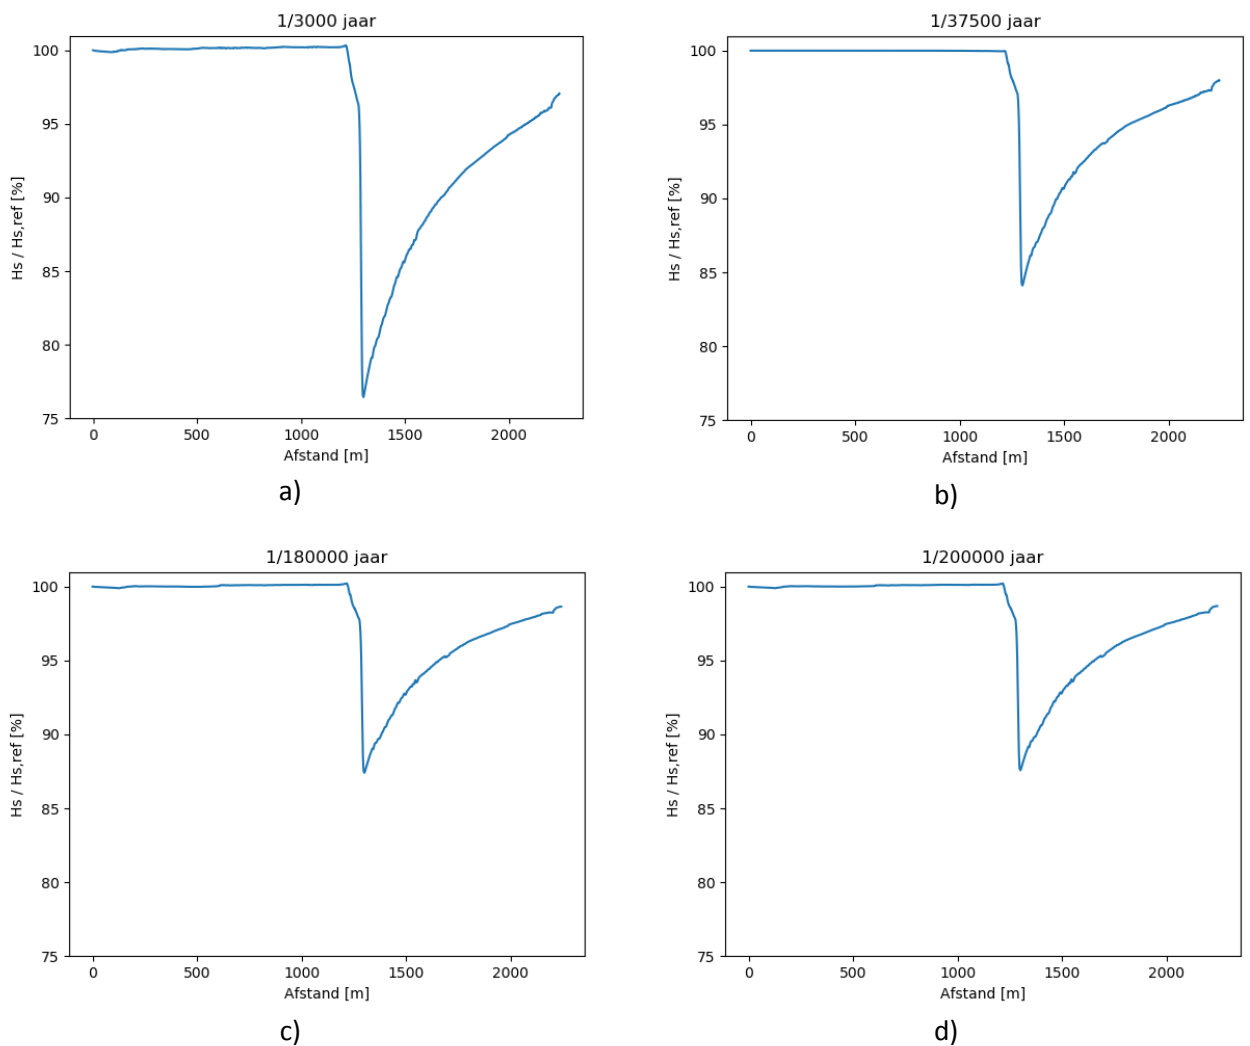 1/3000 jaar
100
95
90
85
80
75
Hs / Hs,ref [%]
0 500 1000 1500 2000
Afstand [m]
a)
1/37500 jaar
100
95
90
85
80
75
Hs / Hs,ref [%]
0 500 1000 1500 2000
Afstand [m]
b)
1/180000 jaar
100
95
90
85
80
75
Hs / Hs,ref [%]
0 500 1000 1500 2000
Afstand [m]
c)
1/200000 jaar
100
95
90
85
80
75
Hs / Hs,ref [%]
0 500 1000 1500 2000
Afstand [m]
d)